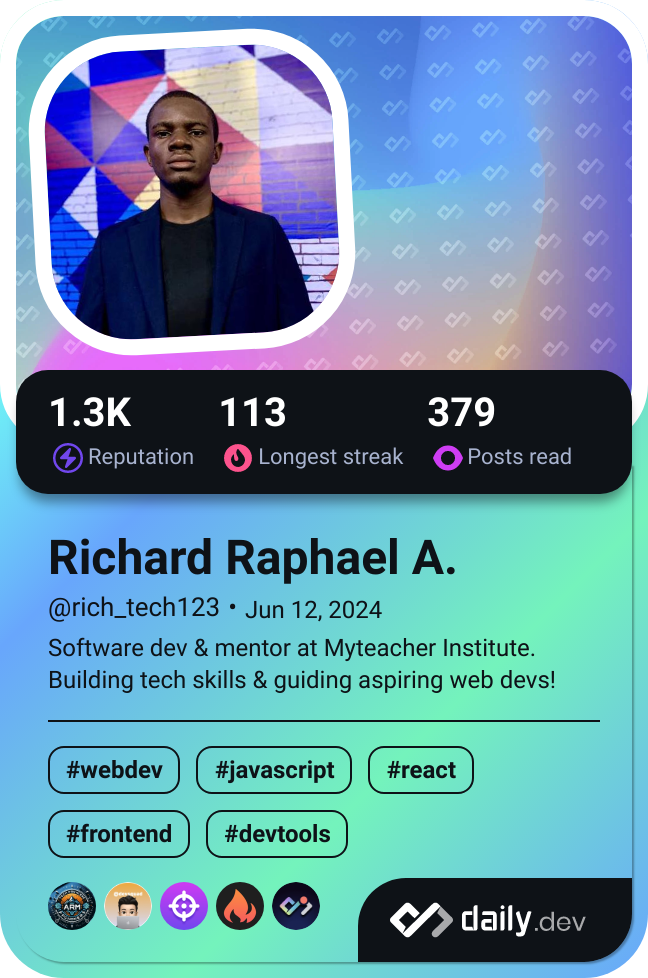 1.3K 113 379
Reputation Longest streak Posts read
Richard Raphael A.
@rich_tech123 • Jun 12, 2024
Software dev & mentor at Myteacher Institute.
Building tech skills & guiding aspiring web devs!
#webdev #javascript #react
#frontend #devtools
ARM
daily.dev